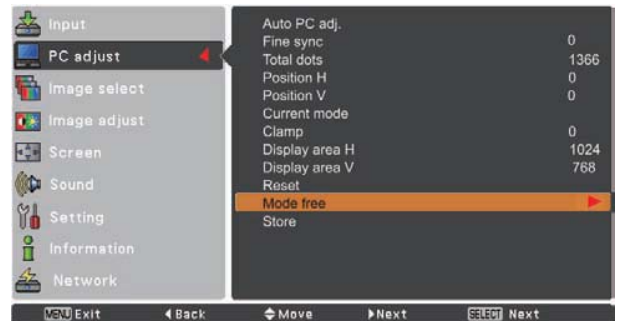 Input
PC adjust
Image select
Image adjust
Screen
Sound
Setting
Information
Network
Auto PC adj.
Fine sync 0
Total dots 1366
Position H 0
Position V 0
Current mode
Clamp 0
Display area H 1024
Display area V 768
Reset
Mode free
Store
MENU Exit Back Move Next SELECT Next